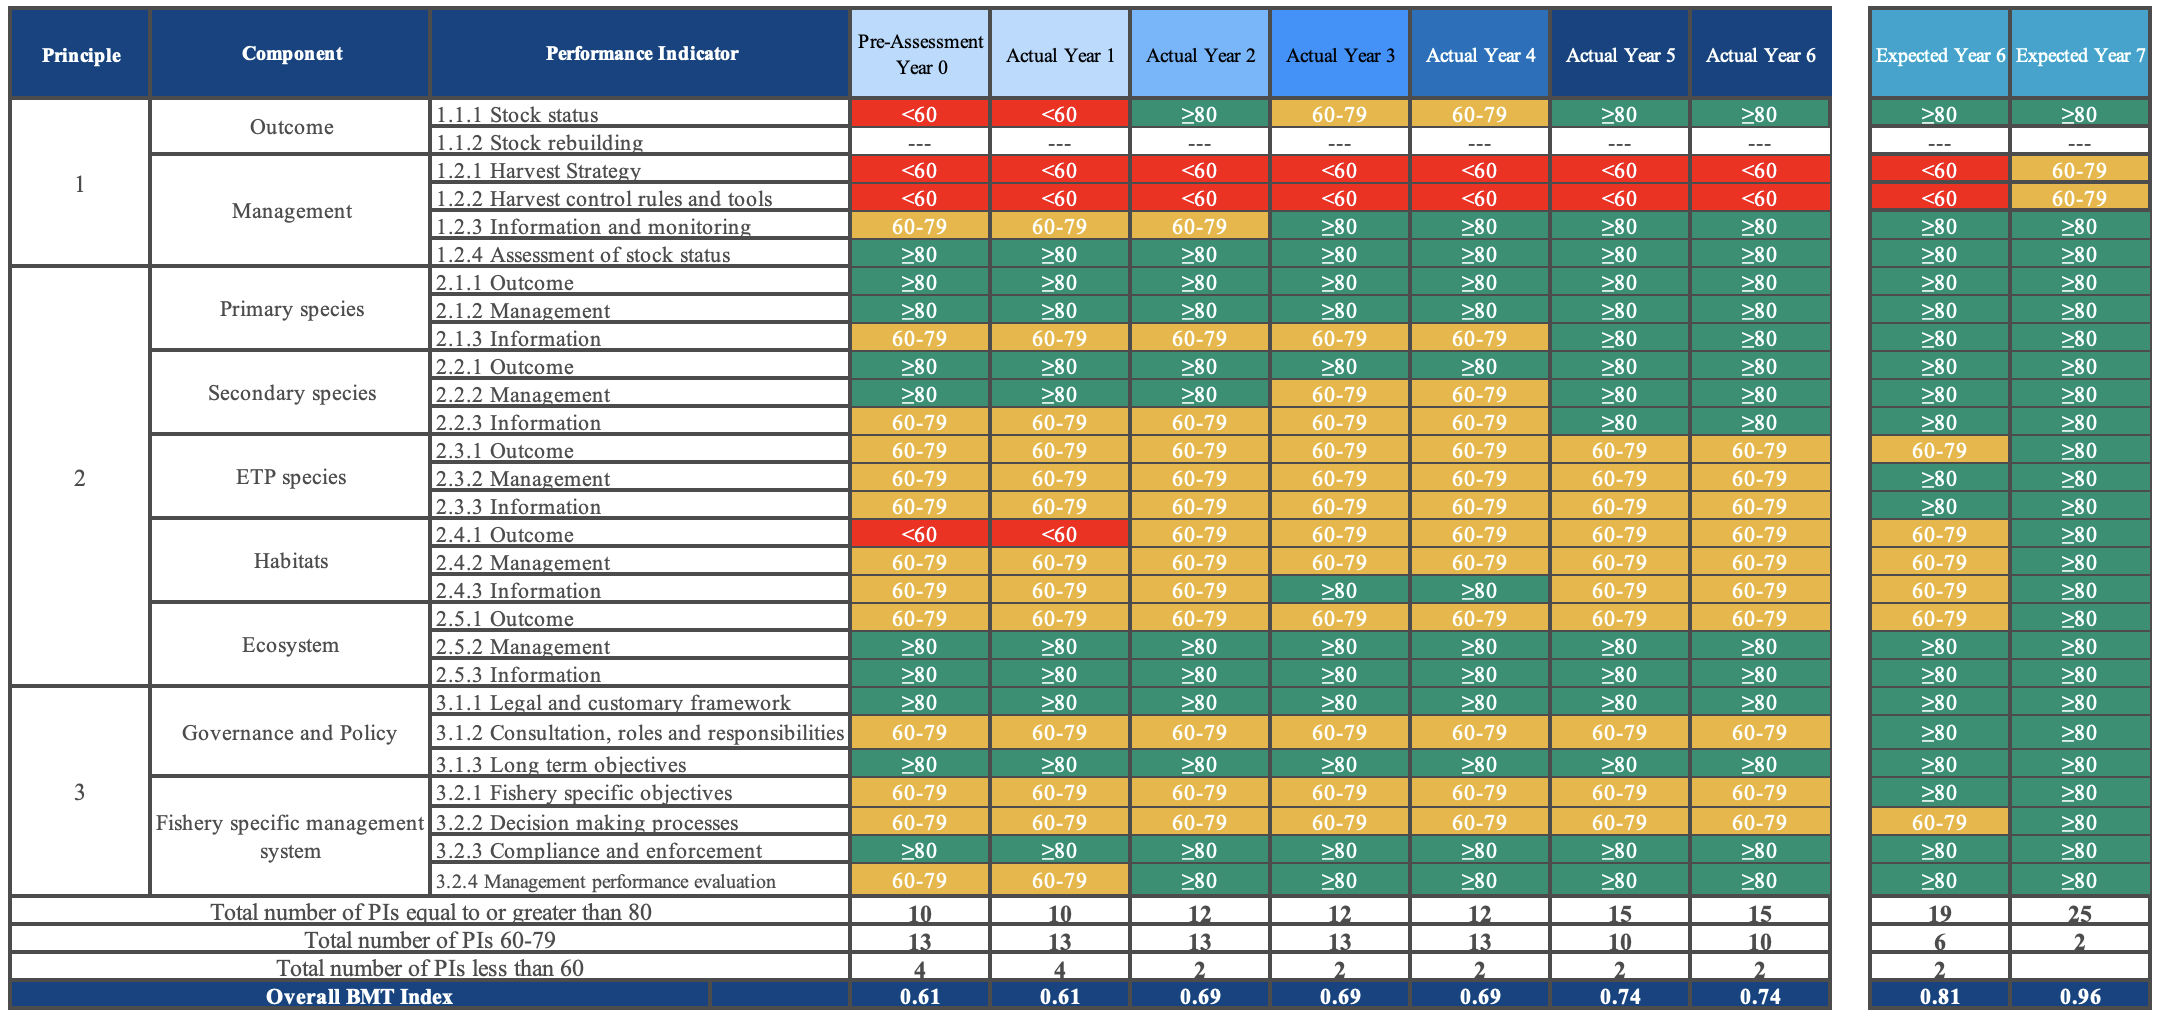 Principle Component Performance Indicator Pre-Assessment Year 0 Actual Year 1 Actual Year 2 Actual Year 3 Actual Year 4 Actual Year 5 Actual Year 6 Expected Year 6 Expected Year 7
1 Outcome 1.1.1 Stock status <60 <60 ≥80 60-79 60-79 ≥80 ≥80 ≥80 ≥80
1.1.2 Stock rebuilding --- --- --- --- --- --- --- --- ---
Management 1.2.1 Harvest Strategy <60 <60 <60 <60 <60 <60 <60 <60 60-79
1.2.2 Harvest control rules and tools <60 <60 <60 <60 <60 <60 <60 <60 60-79
1.2.3 Information and monitoring 60-79 60-79 60-79 ≥80 ≥80 ≥80 ≥80 ≥80 ≥80
1.2.4 Assessment of stock status ≥80 ≥80 ≥80 ≥80 ≥80 ≥80 ≥80 ≥80 ≥80
2 Primary species 2.1.1 Outcome ≥80 ≥80 ≥80 ≥80 ≥80 ≥80 ≥80 ≥80 ≥80
2.1.2 Management ≥80 ≥80 ≥80 ≥80 ≥80 ≥80 ≥80 ≥80 ≥80
2.1.3 Information 60-79 60-79 60-79 60-79 60-79 ≥80 ≥80 ≥80 ≥80
Secondary species 2.2.1 Outcome ≥80 ≥80 ≥80 ≥80 ≥80 ≥80 ≥80 ≥80 ≥80
2.2.2 Management ≥80 ≥80 ≥80 60-79 60-79 ≥80 ≥80 ≥80 ≥80
2.2.3 Information 60-79 60-79 60-79 60-79 60-79 ≥80 ≥80 ≥80 ≥80
ETP species 2.3.1 Outcome 60-79 60-79 60-79 60-79 60-79 60-79 60-79 60-79 ≥80
2.3.2 Management 60-79 60-79 60-79 60-79 60-79 60-79 60-79 ≥80 ≥80
2.3.3 Information 60-79 60-79 60-79 60-79 60-79 60-79 60-79 ≥80 ≥80
Habitats 2.4.1 Outcome <60 <60 60-79 60-79 60-79 60-79 60-79 60-79 ≥80
2.4.2 Management 60-79 60-79 60-79 60-79 60-79 60-79 60-79 60-79 ≥80
2.4.3 Information 60-79 60-79 60-79 ≥80 ≥80 60-79 60-79 60-79 ≥80
Ecosystem 2.5.1 Outcome 60-79 60-79 60-79 60-79 60-79 60-79 60-79 60-79 ≥80
2.5.2 Management ≥80 ≥80 ≥80 ≥80 ≥80 ≥80 ≥80 ≥80 ≥80
2.5.3 Information ≥80 ≥80 ≥80 ≥80 ≥80 ≥80 ≥80 ≥80 ≥80
3 Governance and Policy 3.1.1 Legal and customary framework ≥80 ≥80 ≥80 ≥80 ≥80 ≥80 ≥80 ≥80 ≥80
3.1.2 Consultation, roles and responsibilities 60-79 60-79 60-79 60-79 60-79 60-79 60-79 ≥80 ≥80
3.1.3 Long term objectives ≥80 ≥80 ≥80 ≥80 ≥80 ≥80 ≥80 ≥80 ≥80
Fishery specific management system 3.2.1 Fishery specific objectives 60-79 60-79 60-79 60-79 60-79 60-79 60-79 ≥80 ≥80
3.2.2 Decision making processes 60-79 60-79 60-79 60-79 60-79 60-79 60-79 60-79 ≥80
3.2.3 Compliance and enforcement ≥80 ≥80 ≥80 ≥80 ≥80 ≥80 ≥80 ≥80 ≥80
3.2.4 Management performance evaluation 60-79 60-79 ≥80 ≥80 ≥80 ≥80 ≥80 ≥80 ≥80
Total number of PIs equal to or greater than 80 10 10 12 12 12 15 15 19 25
Total number of PIs 60-79 13 13 13 13 13 10 10 6 2
Total number of PIs less than 60 4 4 2 2 2 2 2 2
Overall BMT Index 0.61 0.61 0.69 0.69 0.69 0.74 0.74 0.81 0.96